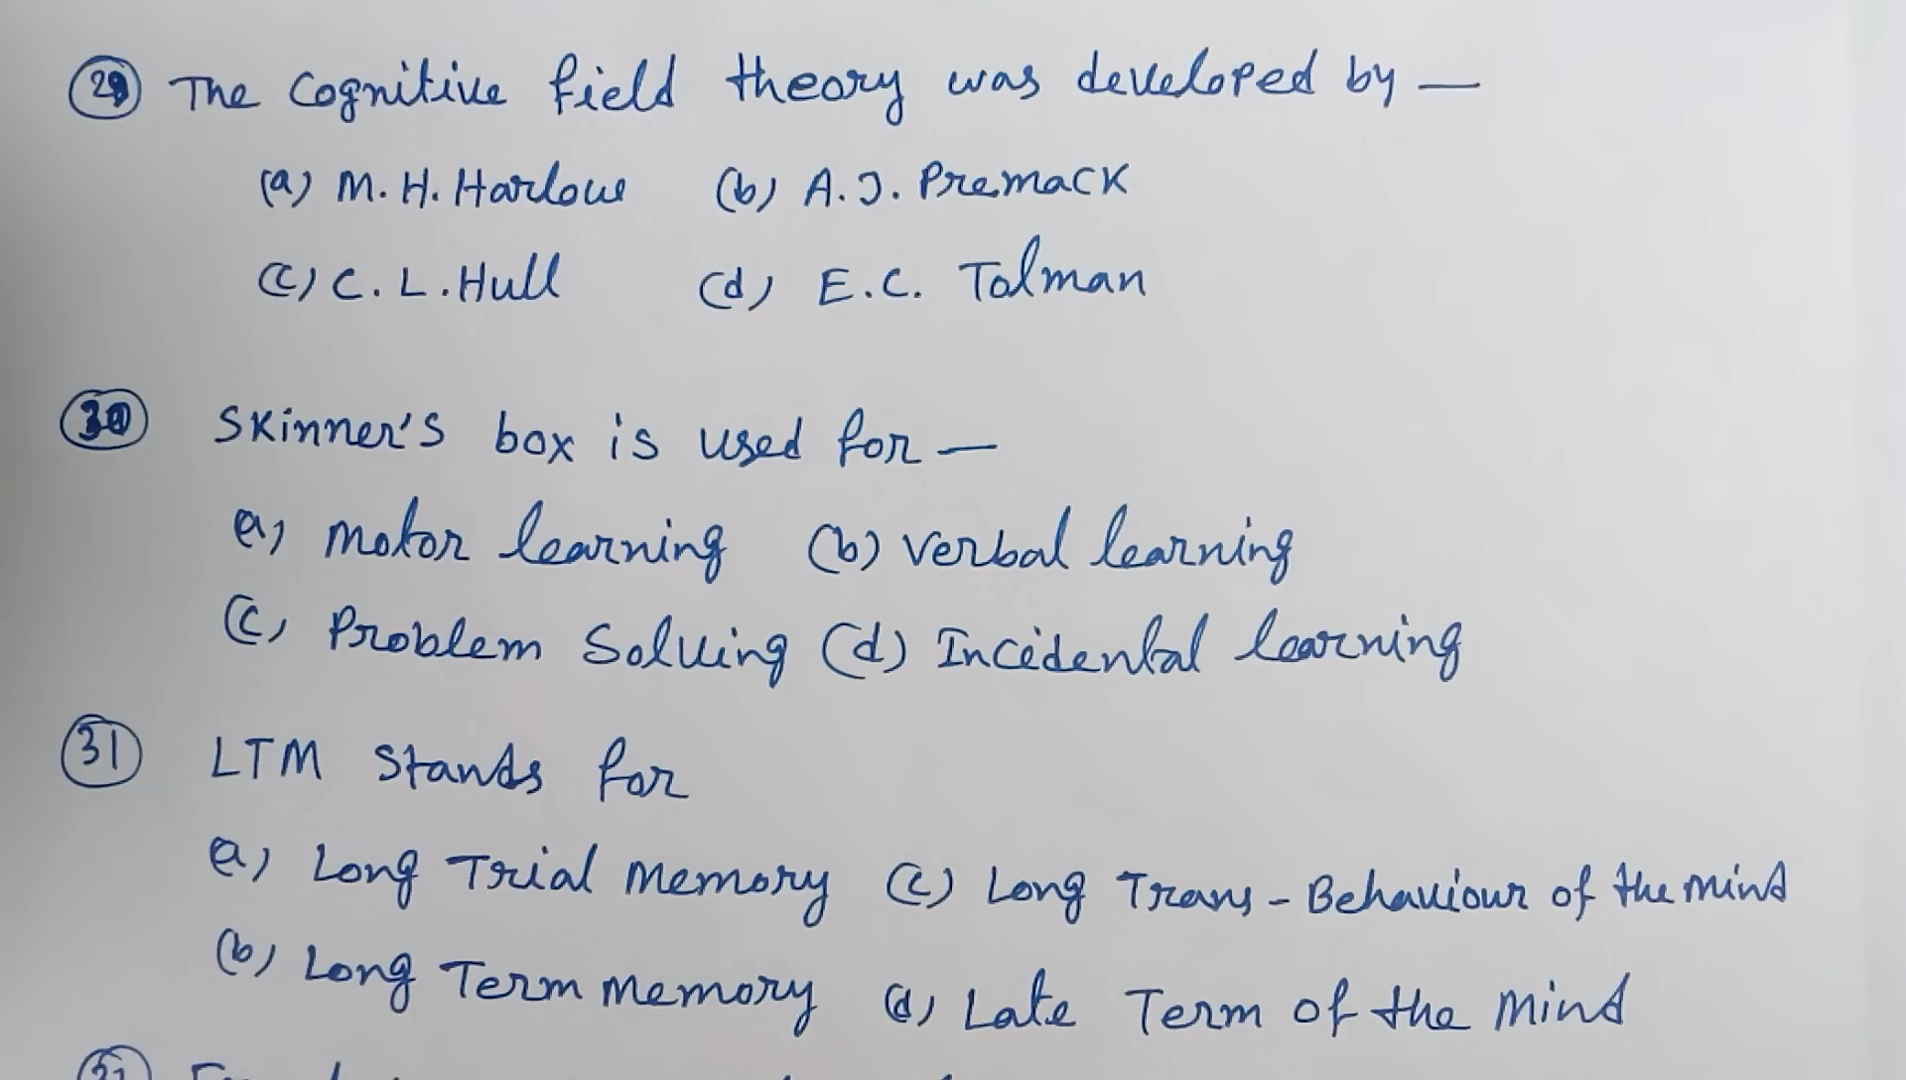 29 The Cognitive field theory was developed by —
(a) M. H. Harlow (b) A. J. Premack
(c) C. L. Hull (d) E. C. Tolman
30 Skinner's box is used for —
a) Motor learning (b) Verbal learning
(c) Problem Solving (d) Incidental learning
31 LTM Stands for
a) Long Trial Memory (c) Long Trans - Behaviour of the mind
(b) Long Term Memory (d) Late Term of the Mind